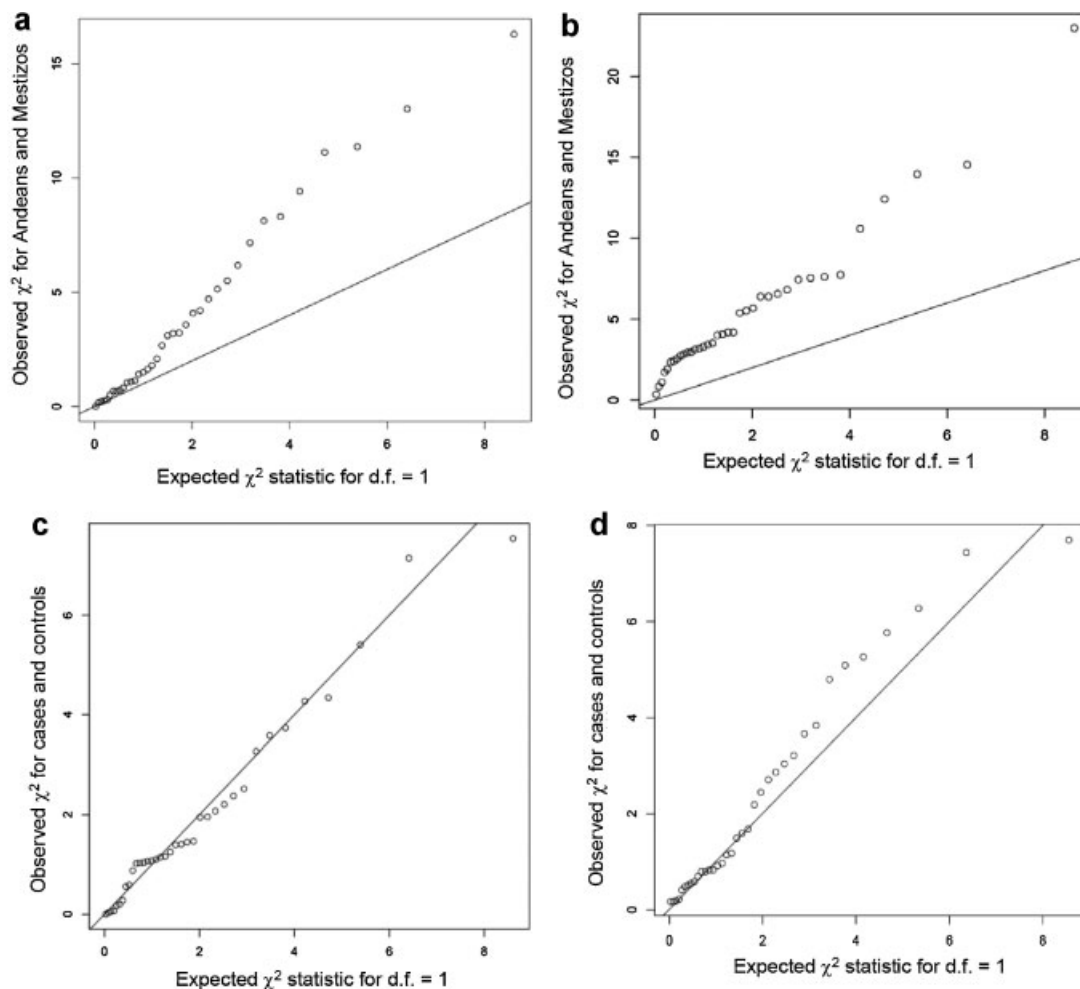 a
Observed χ² for Andeans and Mestizos
15
10
5
0
0 2 4 6 8
Expected χ² statistic for d.f. = 1
b
Observed χ² for Andeans and Mestizos
20
15
10
5
0
0 2 4 6 8
Expected χ² statistic for d.f. = 1
c
Observed χ² for cases and controls
6
4
2
0
0 2 4 6 8
Expected χ² statistic for d.f. = 1
d
Observed χ² for cases and controls
8
6
4
2
0
0 2 4 6 8
Expected χ² statistic for d.f. = 1